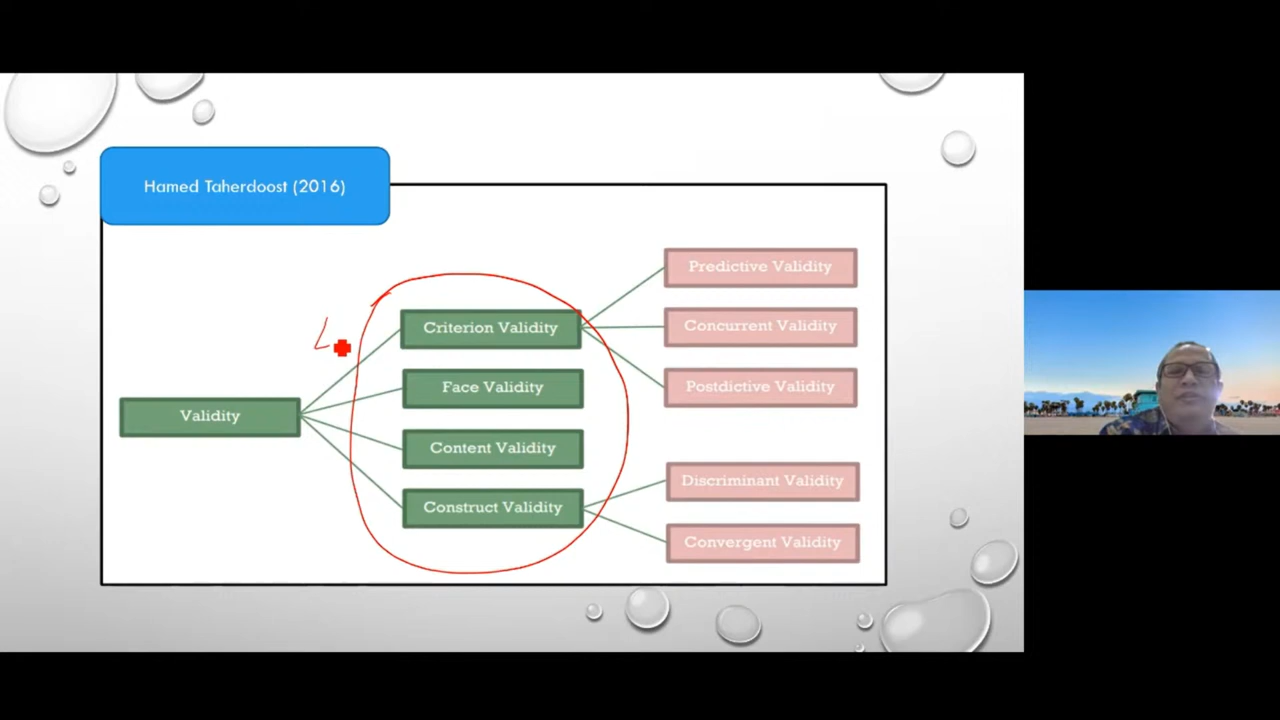 Hamed Taherdoost (2016)
Validity
Criterion Validity
Face Validity
Content Validity
Construct Validity
Predictive Validity
Concurrent Validity
Postdictive Validity
Discriminant Validity
Convergent Validity